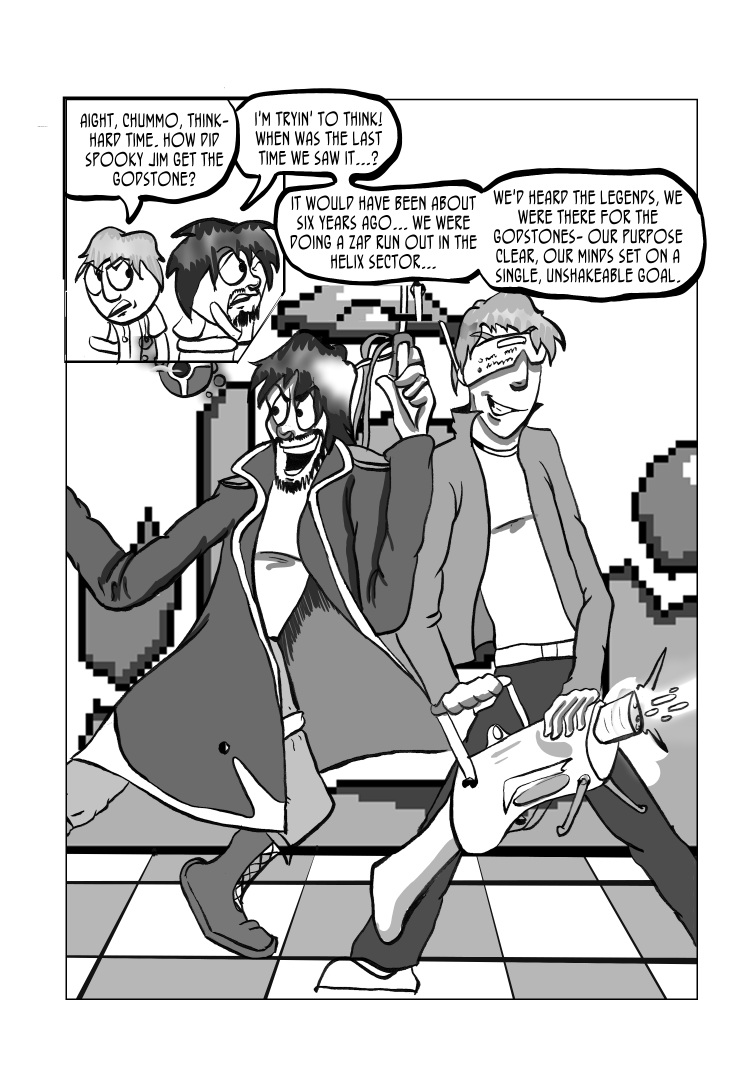 AIGHT, CHUMMO, THINK-
HARD TIME. HOW DID
SPOOKY JIM GET THE
GODSTONE?
I'M TRYIN' TO THINK!
WHEN WAS THE LAST
TIME WE SAW IT...?
IT WOULD HAVE BEEN ABOUT
SIX YEARS AGO... WE WERE
DOING A ZAP RUN OUT IN THE
HELIX SECTOR...
WE'D HEARD THE LEGENDS, WE
WERE THERE FOR THE
GODSTONES- OUR PURPOSE
CLEAR, OUR MINDS SET ON A
SINGLE, UNSHAKEABLE GOAL.